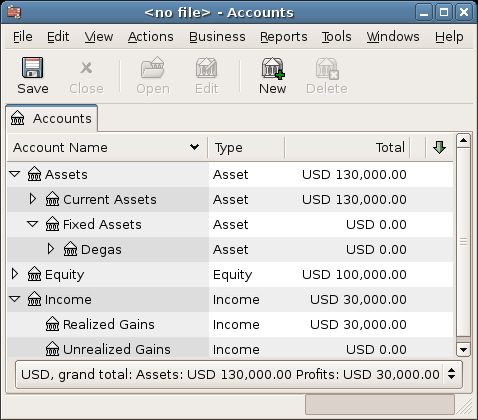 <no file> - Accounts
File Edit View Actions Business Reports Tools Windows Help
Save Close Open Edit New Delete
Accounts
Account Name Type Total
Assets Asset USD 130,000.00
Current Assets Asset USD 130,000.00
Fixed Assets Asset USD 0.00
Degas Asset USD 0.00
Equity Equity USD 100,000.00
Income Income USD 30,000.00
Realized Gains Income USD 30,000.00
Unrealized Gains Income USD 0.00
USD, grand total: Assets: USD 130,000.00 Profits: USD 30,000.00